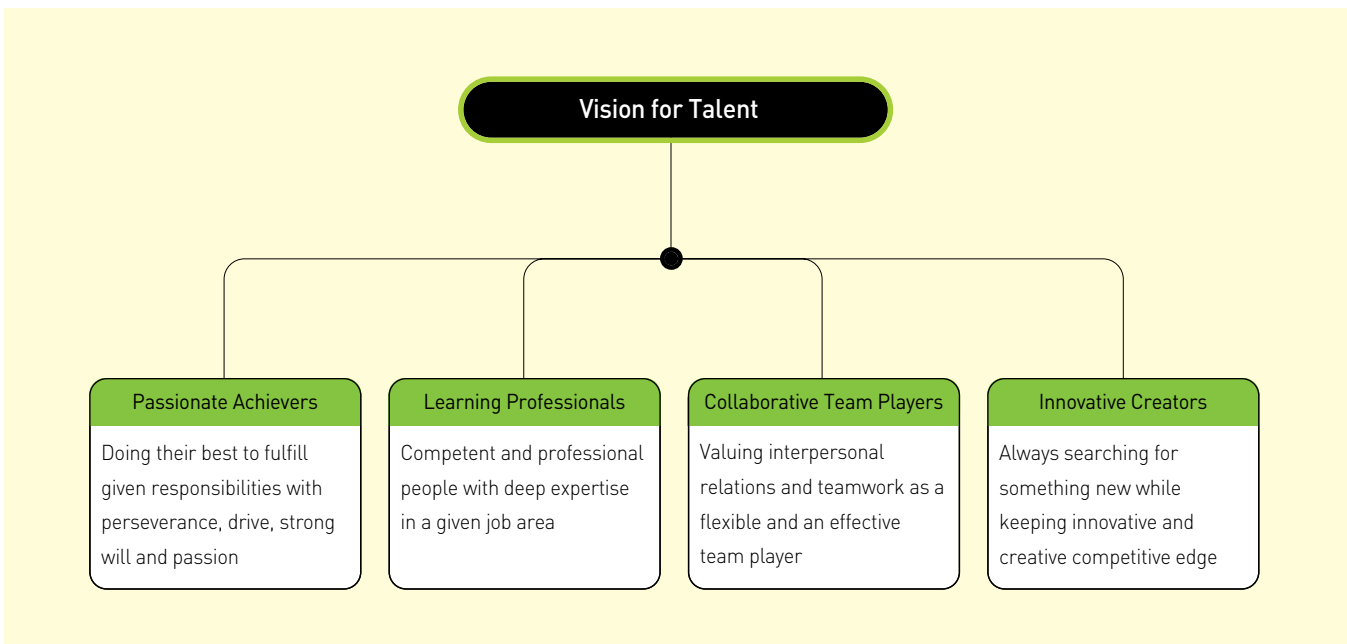 Vision for Talent
Passionate Achievers
Doing their best to fulfill
given responsibilities with
perseverance, drive, strong
will and passion
Learning Professionals
Competent and professional
people with deep expertise
in a given job area
Collaborative Team Players
Valuing interpersonal
relations and teamwork as a
flexible and an effective
team player
Innovative Creators
Always searching for
something new while
keeping innovative and
creative competitive edge